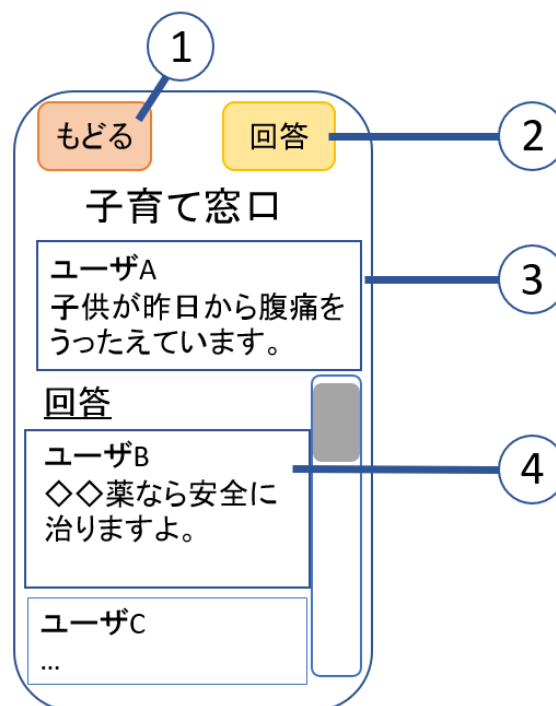 1
もどる
回答
2
子育て窓口
ユーザA
子供が昨日から腹痛を
うったえています。
3
回答
ユーザB
◇◇薬なら安全に
治りますよ。
4
ユーザC
...